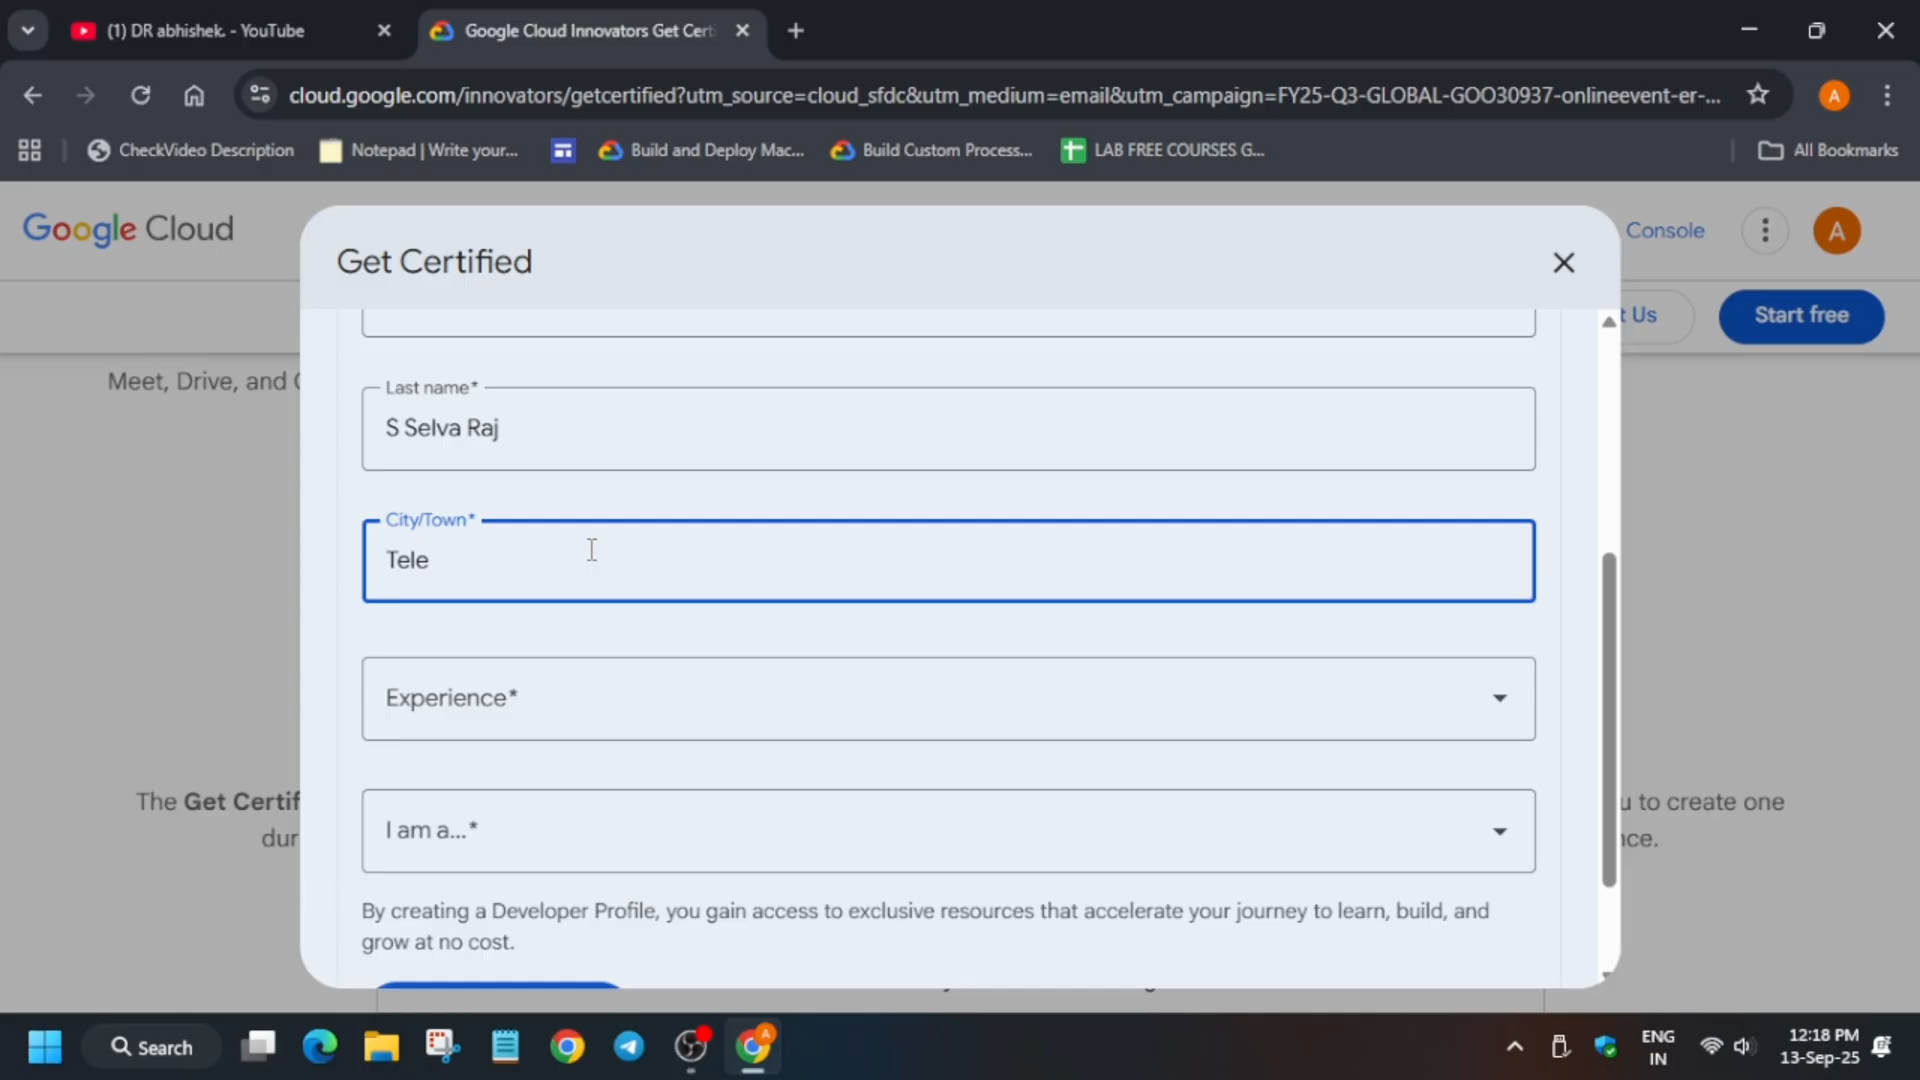 (1) DR abhishek. - YouTube
Google Cloud Innovators Get Cert
cloud.google.com/innovators/getcertified?utm_source=cloud_sfdc&utm_medium=email&utm_campaign=FY25-Q3-GLOBAL-GOO30937-onlineevent-er-...
A
CheckVideo Description
Notepad | Write your...
Build and Deploy Mac...
Build Custom Process...
LAB FREE COURSES G...
All Bookmarks
Google Cloud
Console
A
Get Certified
t Us
Start free
Meet, Drive, and
Last name*
S Selva Raj
City/Town*
Tele
Experience*
The Get Certif
u to create one
I am a...*
dur
nce.
By creating a Developer Profile, you gain access to exclusive resources that accelerate your journey to learn, build, and
grow at no cost.
Search
A
ENG
IN
12:18 PM
13-Sep-25